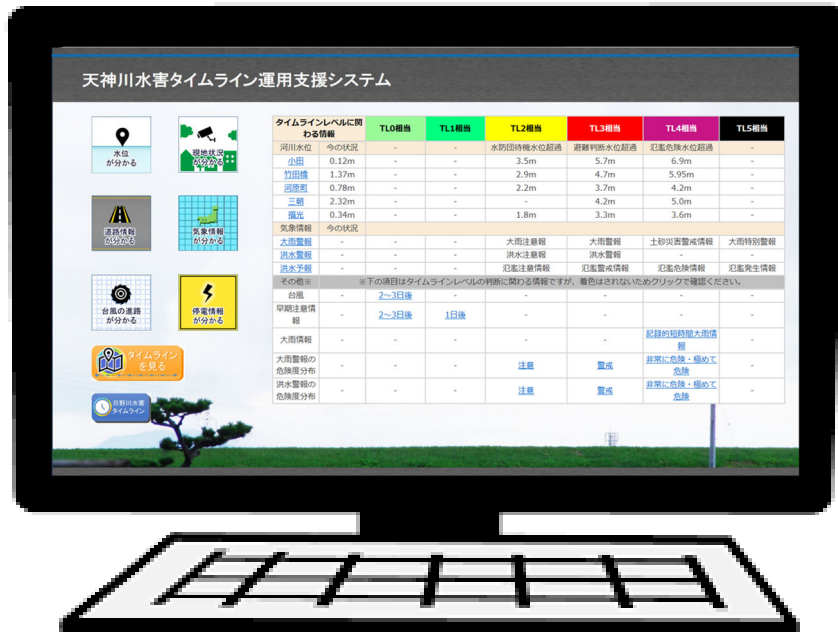 天神川水害タイムライン運用支援システム
水位
が分かる
現地状況
が分かる
道路情報
が分かる
気象情報
が分かる
台風の進路
が分かる
停電情報
が分かる
タイムライン
を見る
日野川水害
タイムライン
タイムラインレベルに関わる情報 TL0相当 TL1相当 TL2相当 TL3相当 TL4相当 TL5相当
河川水位 今の状況 - - 水防団待機水位超過 避難判断水位超過 氾濫危険水位超過 -
小田 0.12m - - 3.5m 5.7m 6.9m -
竹田橋 1.37m - - 2.9m 4.7m 5.95m -
河原町 0.78m - - 2.2m 3.7m 4.2m -
三朝 2.32m - - - 4.2m 5.0m -
福光 0.34m - - 1.8m 3.3m 3.6m -
気象情報 今の状況
大雨警報 - - - 大雨注意報 大雨警報 土砂災害警戒情報 大雨特別警報
洪水警報 - - - 洪水注意報 洪水警報 - -
洪水予報 - - - 氾濫注意情報 氾濫警戒情報 氾濫危険情報 氾濫発生情報
その他※ ※下の項目はタイムラインレベルの判断に関わる情報ですが、着色はされないためクリックで確認ください。
台風 - 2~3日後 - - - - -
早期注意情報 - 2~3日後 1日後 - - - -
大雨情報 - - - - - 記録的短時間大雨情報 -
大雨警報の危険度分布 - - - 注意 警戒 非常に危険・極めて危険 -
洪水警報の危険度分布 - - - 注意 警戒 非常に危険・極めて危険 -